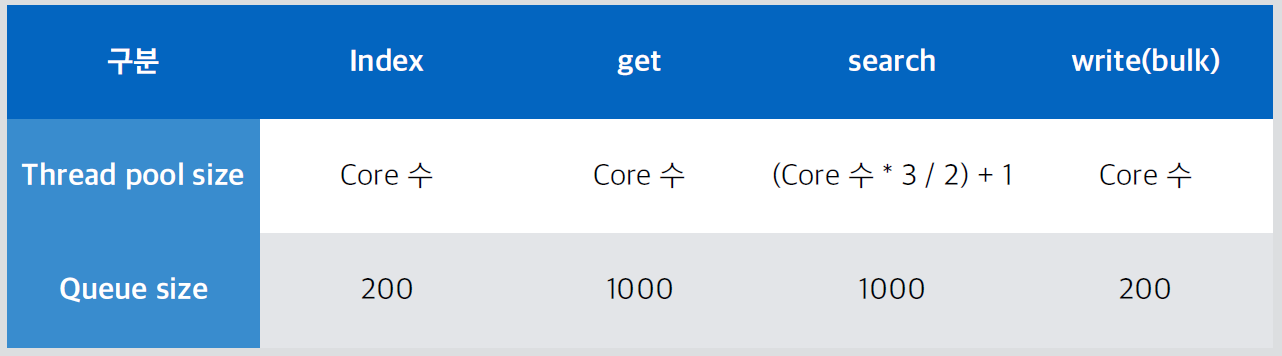 구분 Index get search write(bulk)
Thread pool size Core 수 Core 수 (Core 수 * 3 / 2) + 1 Core 수
Queue size 200 1000 1000 200